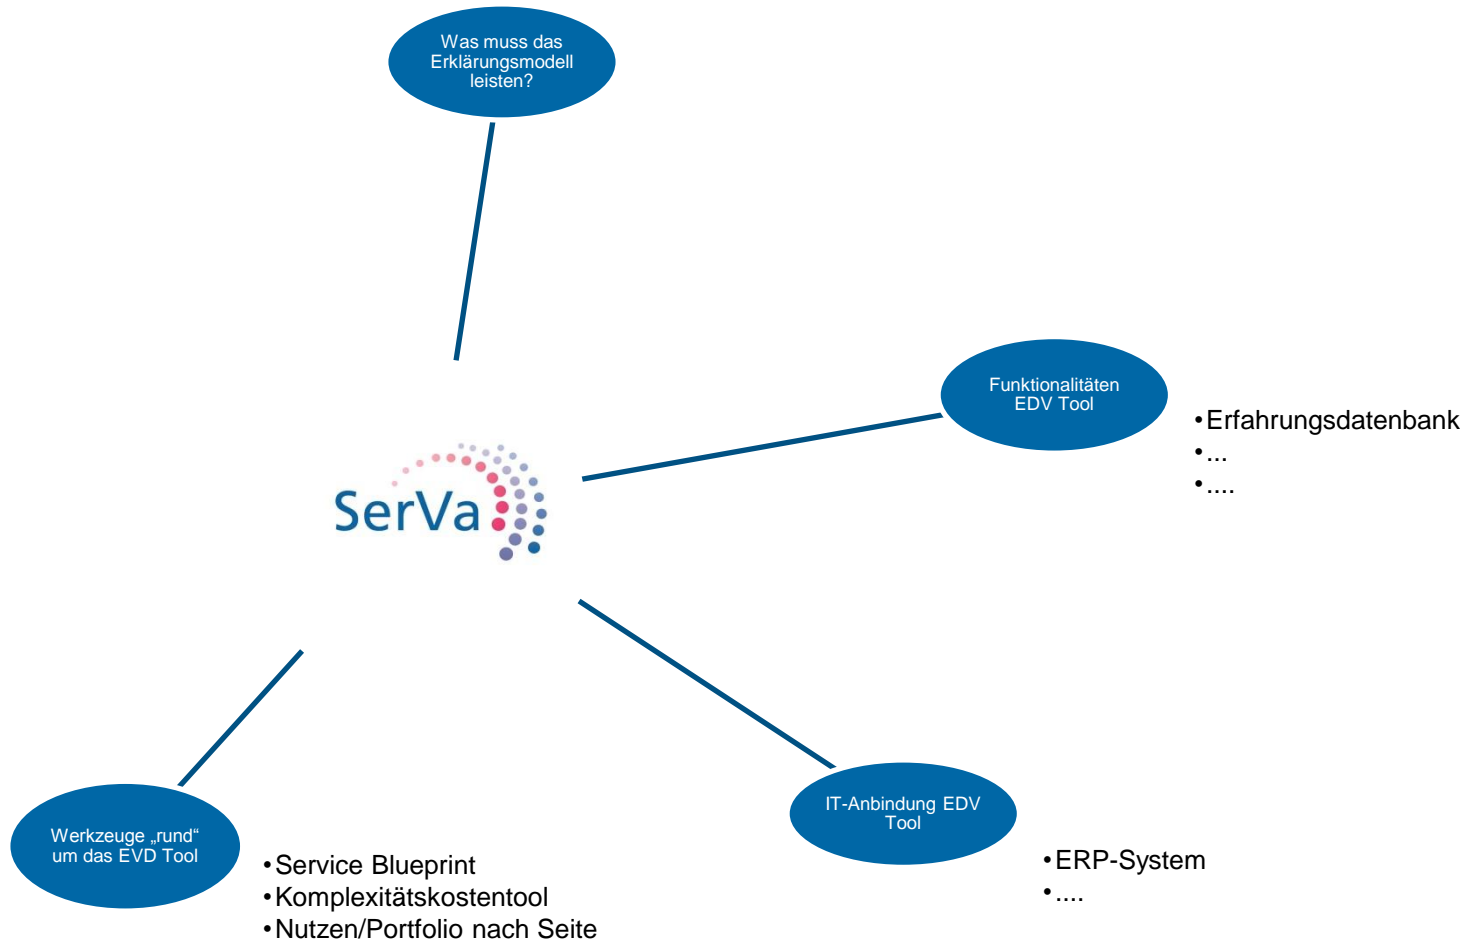 Was muss das
Erklärungsmodell
leisten?
Funktionalitäten
EDV Tool
•Erfahrungsdatenbank
•...
•....
SerVa
IT-Anbindung EDV
Tool
•ERP-System
•....
Werkzeuge „rund“
um das EVD Tool
•Service Blueprint
•Komplexitätskostentool
•Nutzen/Portfolio nach Seite